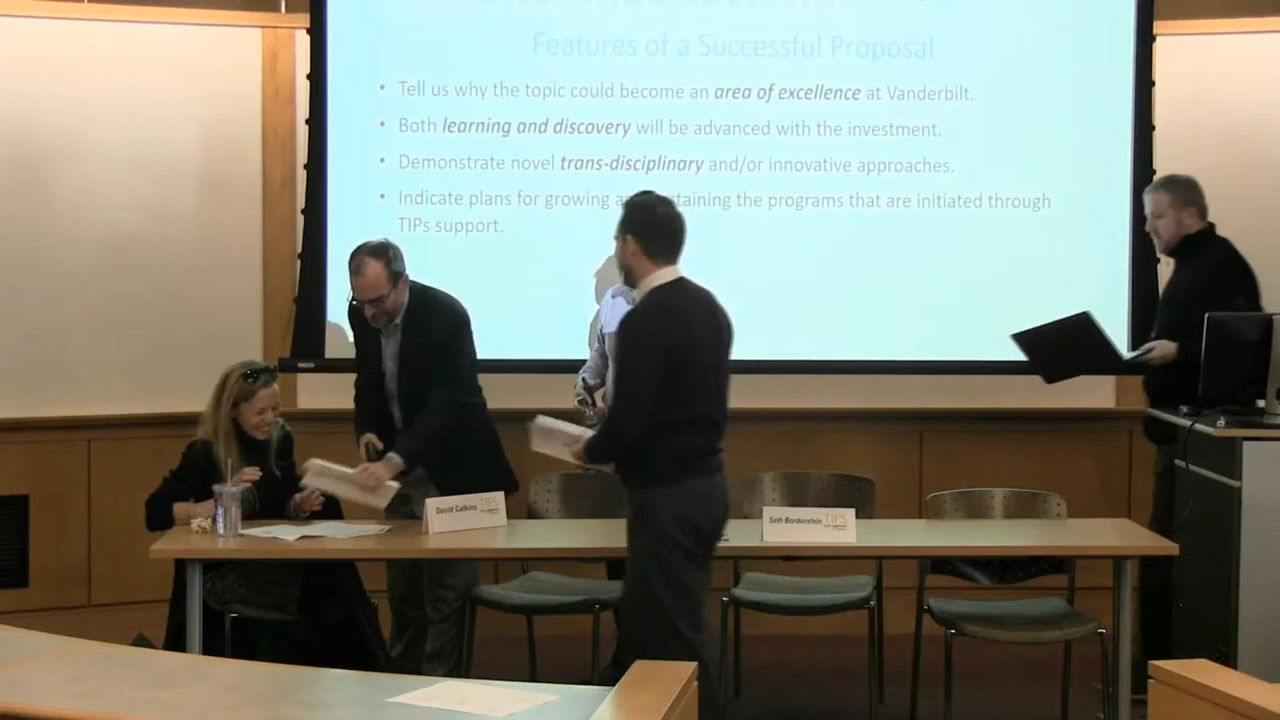 Features of a Successful Proposal
• Tell us why the topic could become an area of excellence at Vanderbilt.
• Both learning and discovery will be advanced with the investment.
• Demonstrate novel trans-disciplinary and/or innovative approaches.
• Indicate plans for growing a staining the programs that are initiated through
TIPs support.
David Calkins TIPS
Seth Bordenstein TIPS